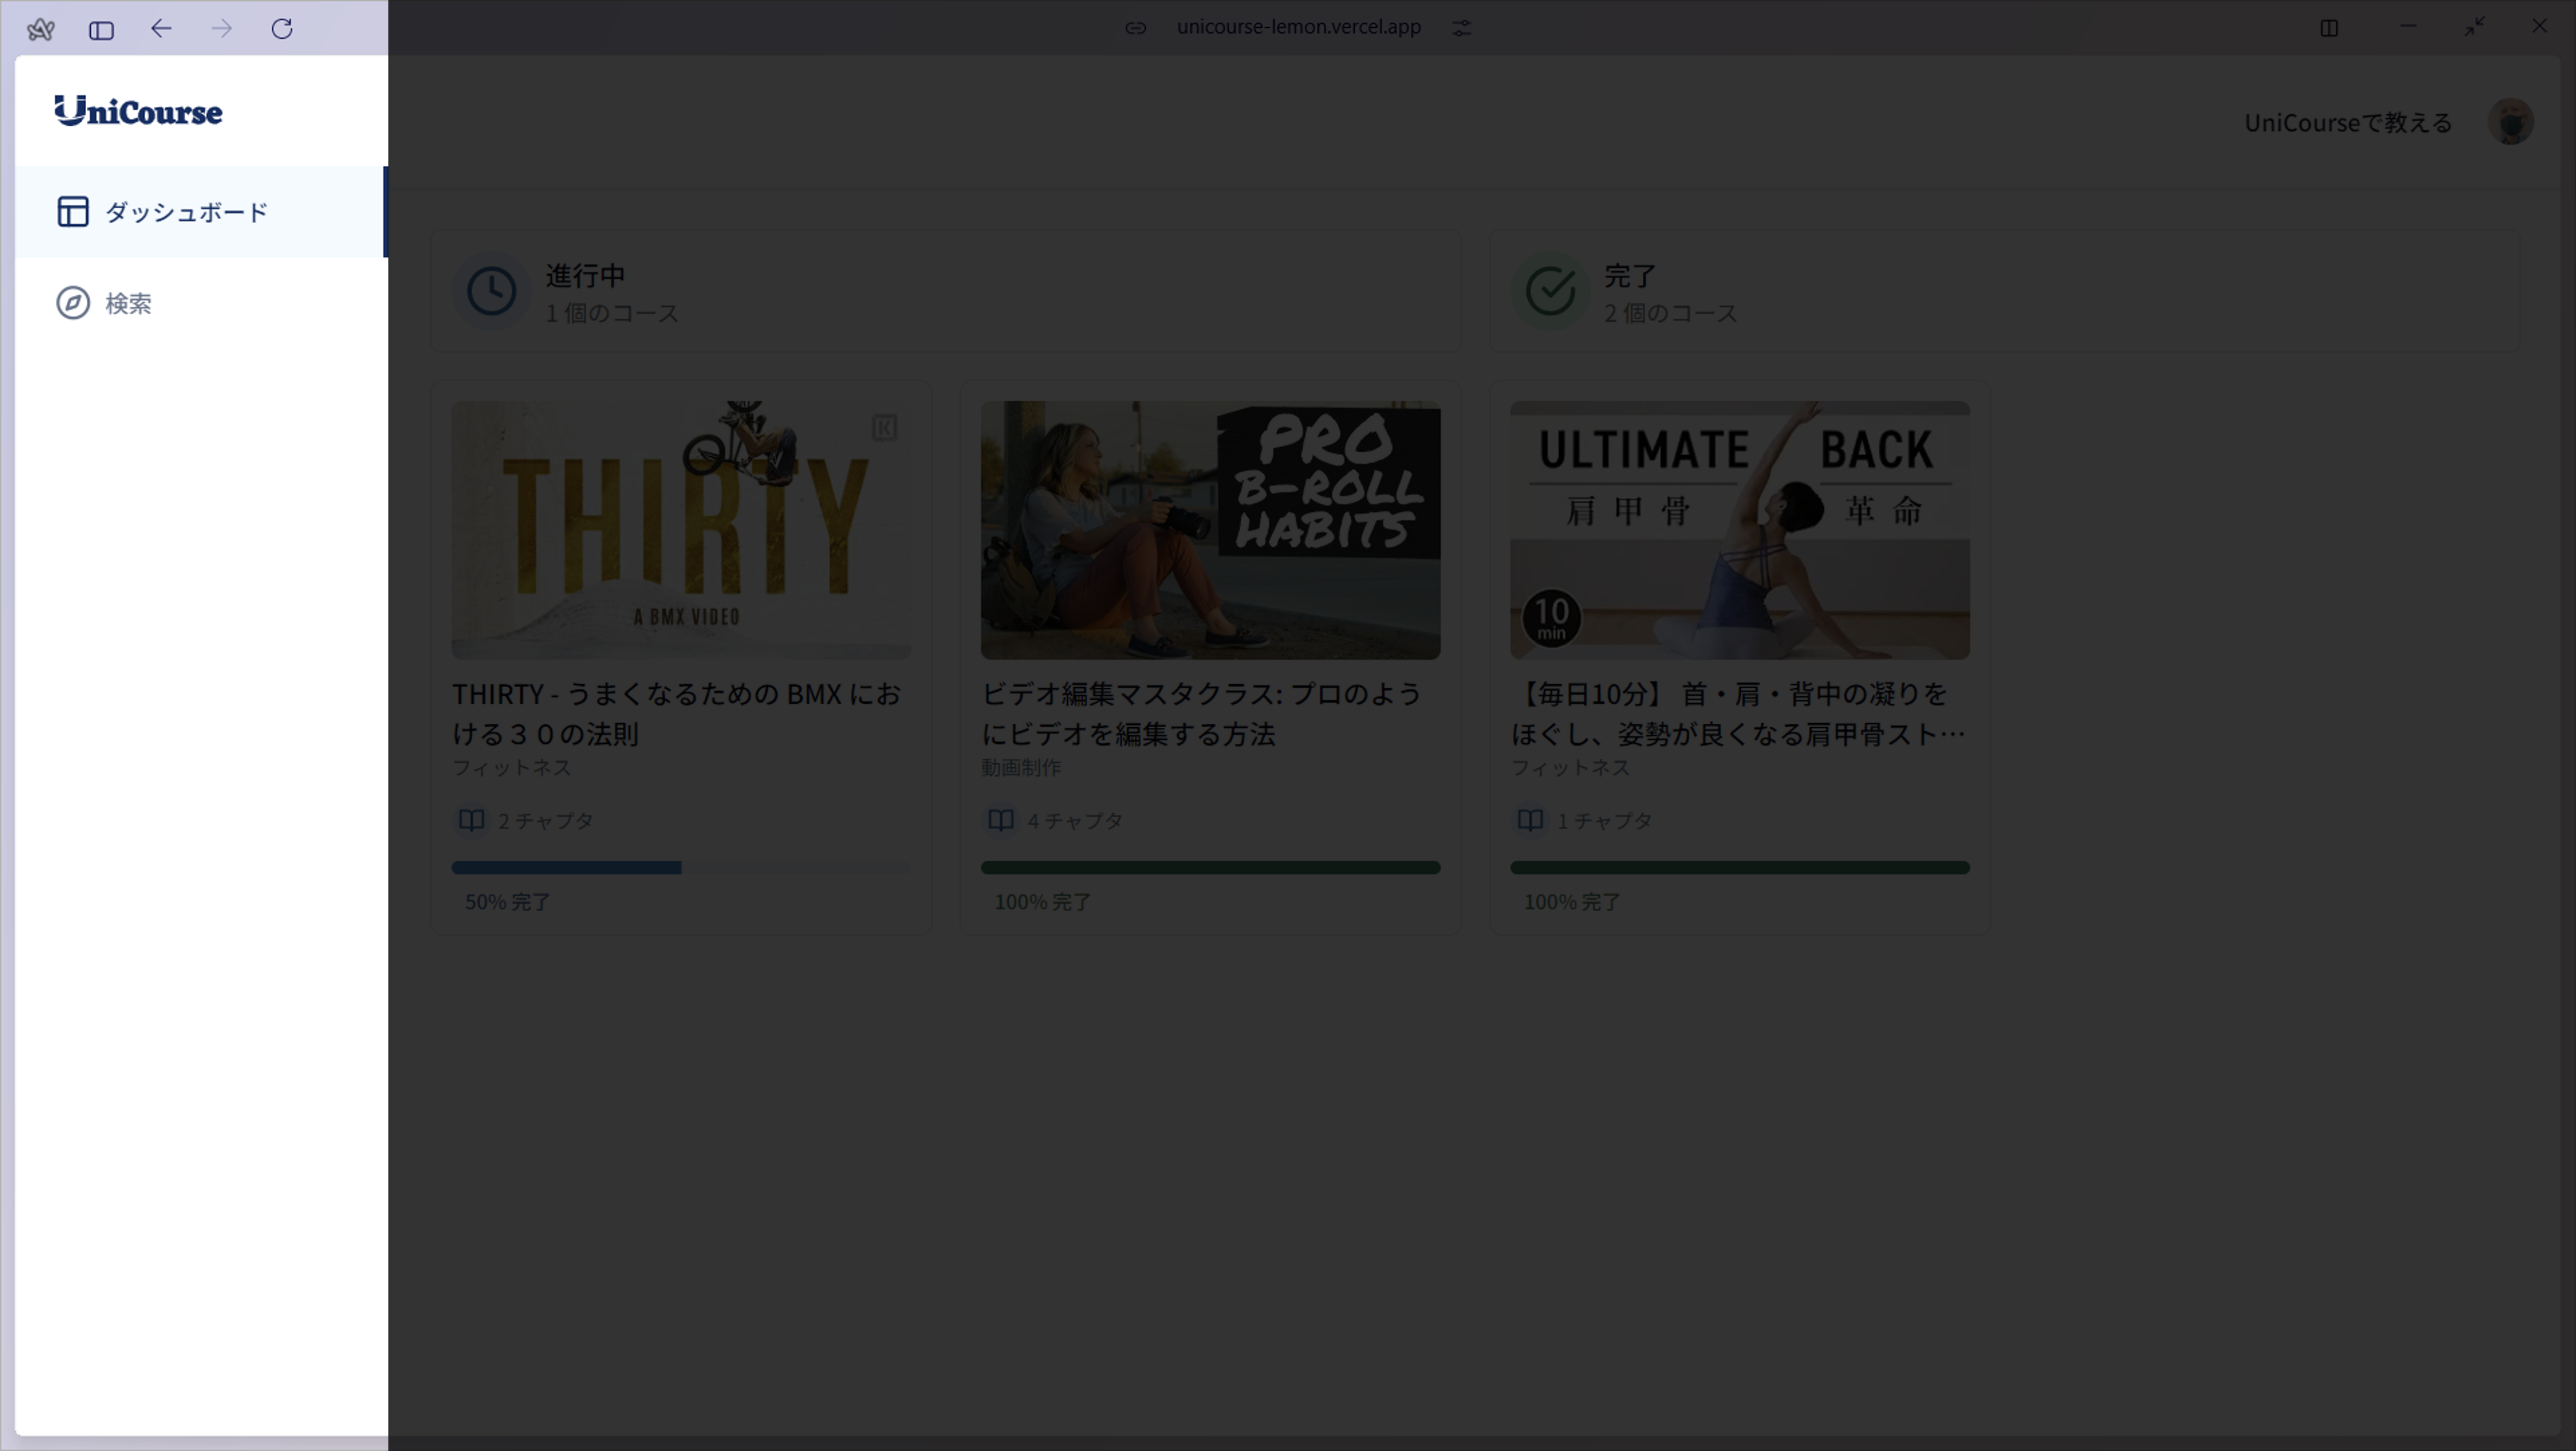 unicourse-lemon.vercel.app
UniCourse
UniCourseで教える
ダッシュボード
検索
進行中
1 個のコース
完了
2 個のコース
THIRTY
A BMX VIDEO
THIRTY - うまくなるための BMX にお
ける３０の法則
フィットネス
2 チャプタ
50% 完了
PRO
B-ROLL
HABITS
ビデオ編集マスタクラス: プロのよう
にビデオを編集する方法
動画制作
4 チャプタ
100% 完了
ULTIMATE BACK
肩甲骨 革命
10
min
【毎日10分】 首・肩・背中の凝りを
ほぐし、姿勢が良くなる肩甲骨スト…
フィットネス
1 チャプタ
100% 完了